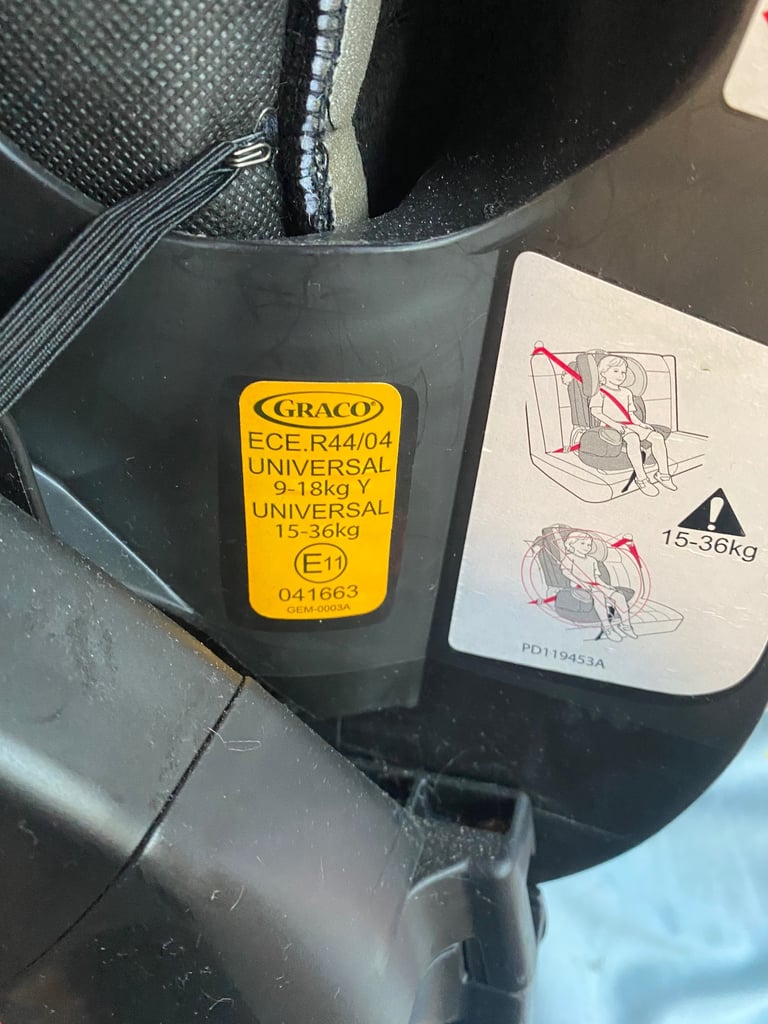 GRACO®
ECE.R44/04
UNIVERSAL
9-18kg Y
UNIVERSAL
15-36kg
E11
041663
GEM-0003A
15-36kg
PD119453A